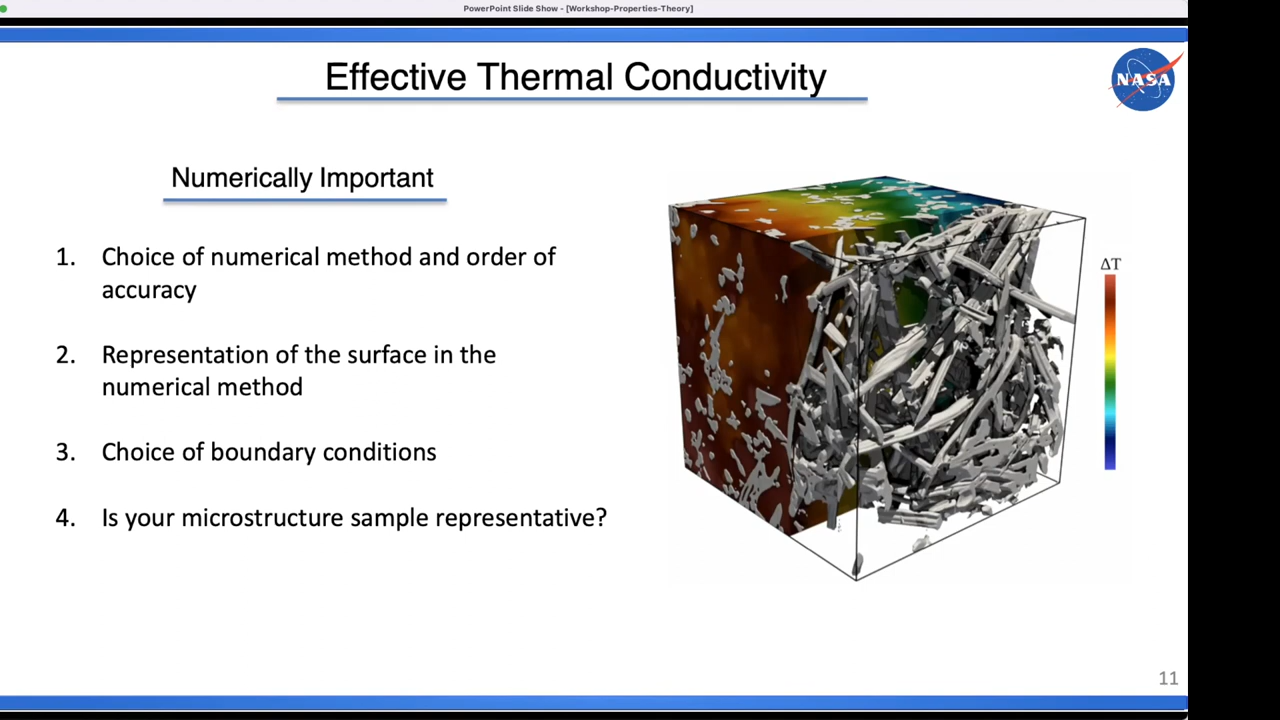 PowerPoint Slide Show - [Workshop-Properties-Theory]
Effective Thermal Conductivity
NASA
Numerically Important
1. Choice of numerical method and order of
accuracy
2. Representation of the surface in the
numerical method
3. Choice of boundary conditions
4. Is your microstructure sample representative?
ΔT
11